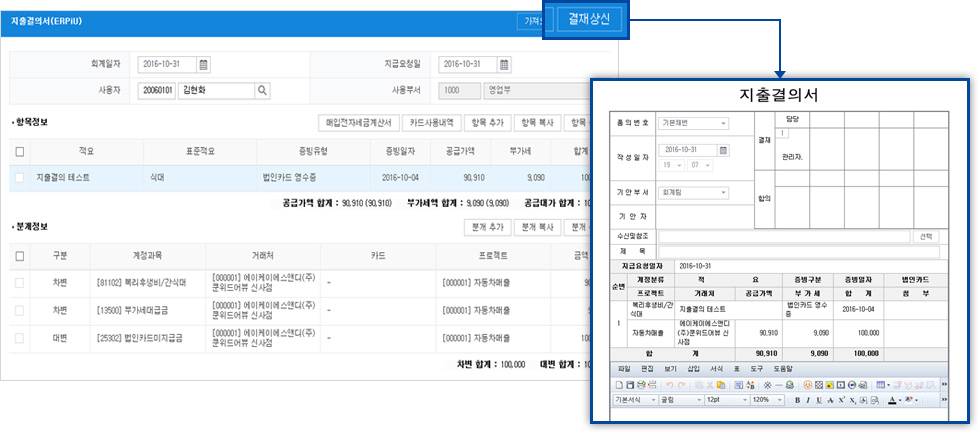 지출결의서(ERPiU)
가져오
결재상신
회계일자 2016-10-31 지급요청일 2016-10-31
사용자 20060101 김현화 사용부서 1000 영업부
• 항목정보 매입전자세금계산서 카드사용내역 항목 추가 항목 복사 항목
적요 표준적요 증빙유형 증빙일자 공급가액 부가세 합계
지출결의 테스트 식대 법인카드 영수증 2016-10-04 90,910 9,090 100
공급가액 합계 : 90,910 (90,910) 부가세액 합계 : 9,090 (9,090) 공급대가 합계 : 10
• 분개정보 분개 추가 분개 복사 분개
구분 계정과목 거래처 카드 프로젝트 금액
차변 [81102] 복리후생비/간식대 [000001] 에이케이에스앤디(주)쿤위드어뷰 신사점 - [000001] 자동차매출 90
차변 [13500] 부가세대급금 [000001] 에이케이에스앤디(주)쿤위드어뷰 신사점 - [000001] 자동차매출
대변 [25302] 법인카드미지급금 [000001] 에이케이에스앤디(주)쿤위드어뷰 신사점 - [000001] 자동차매출 100
차변 합계 : 100,000 대변 합계 : 10
지출결의서
품의번호 기본채번
작성일자 2016-10-31
19 07
기안부서 회계팀
기 안 자
결재 담당
1
관리자.
합의
수신및참조 선택
제 목
지급요청일자 2016-10-31
순번 계정분류 적 요 증빙구분 증빙일자 법인카드
프로젝트 거래처 공급가액 부 가 세 합 계 첨 부
1 복리후생비/간식대 지출결의 테스트 법인카드 영수증 2016-10-04
자동차매출 에이케이에스앤디(주)쿤위드어뷰 신사점 90,910 9,090 100,000
합 계 90,910 9,090 100,000
파일 편집 보기 삽입 서식 표 도구 도움말
기본서식 굴림 12pt 120%